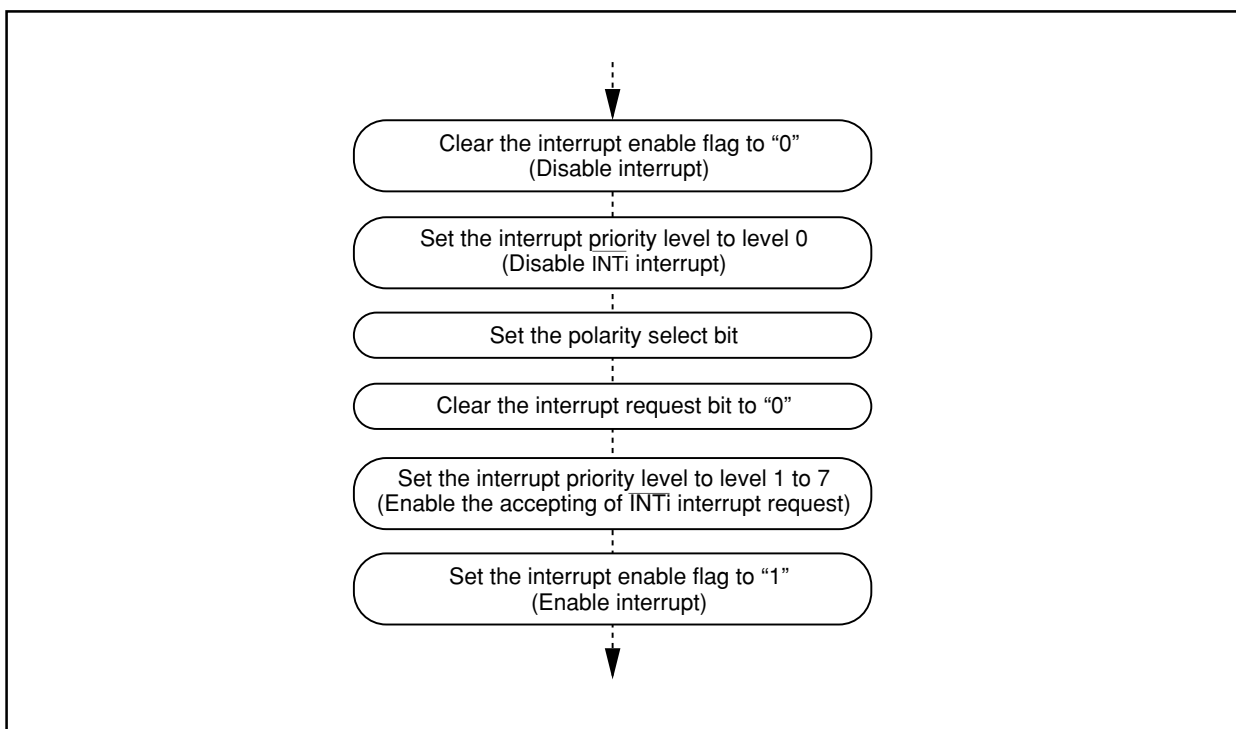 Clear the interrupt enable flag to “0”
(Disable interrupt)
Set the interrupt priority level to level 0
(Disable INTi interrupt)
Set the polarity select bit
Clear the interrupt request bit to “0”
Set the interrupt priority level to level 1 to 7
(Enable the accepting of INTi interrupt request)
Set the interrupt enable flag to “1”
(Enable interrupt)